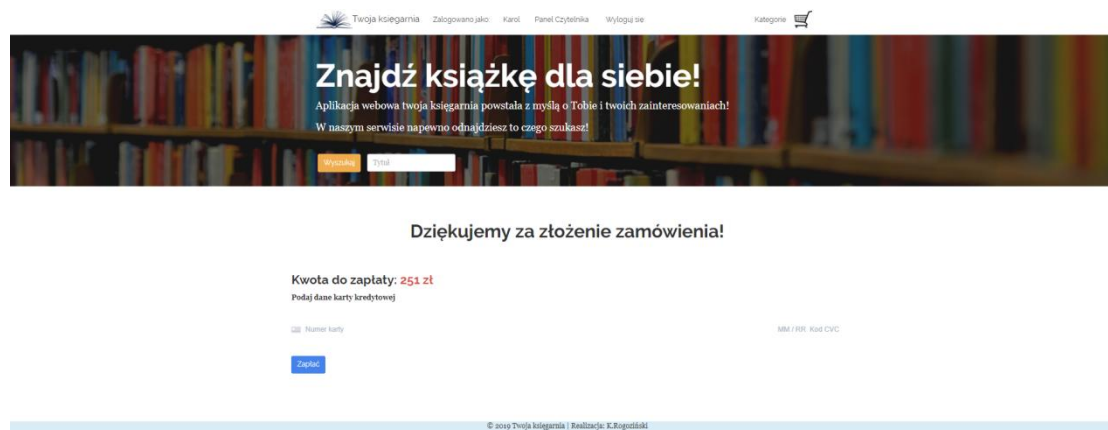 Twoja ksiegarnia Zalogowano jako: Karol Panel Czytelnika Wyloguj sie Kategorie
Znajdź książkę dla siebie!
Aplikacja webowa twoja księgarnia powstała z myślą o Tobie i twoich zainteresowaniach!
W naszym serwisie napewno odnajdziesz to czego szukasz!
Wyszukaj Tytuł
Dziękujemy za złożenie zamówienia!
Kwota do zapłaty: 251 zł
Podaj dane karty kredytowej
Numer karty MM / RR Kod CVC
Zapłać
© 2019 Twoja księgarnia | Realizacja: K.Rogoziński